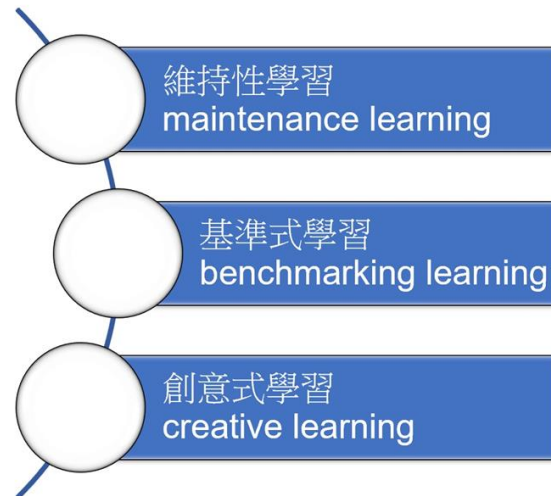 維持性學習
maintenance learning
基準式學習
benchmarking learning
創意式學習
creative learning